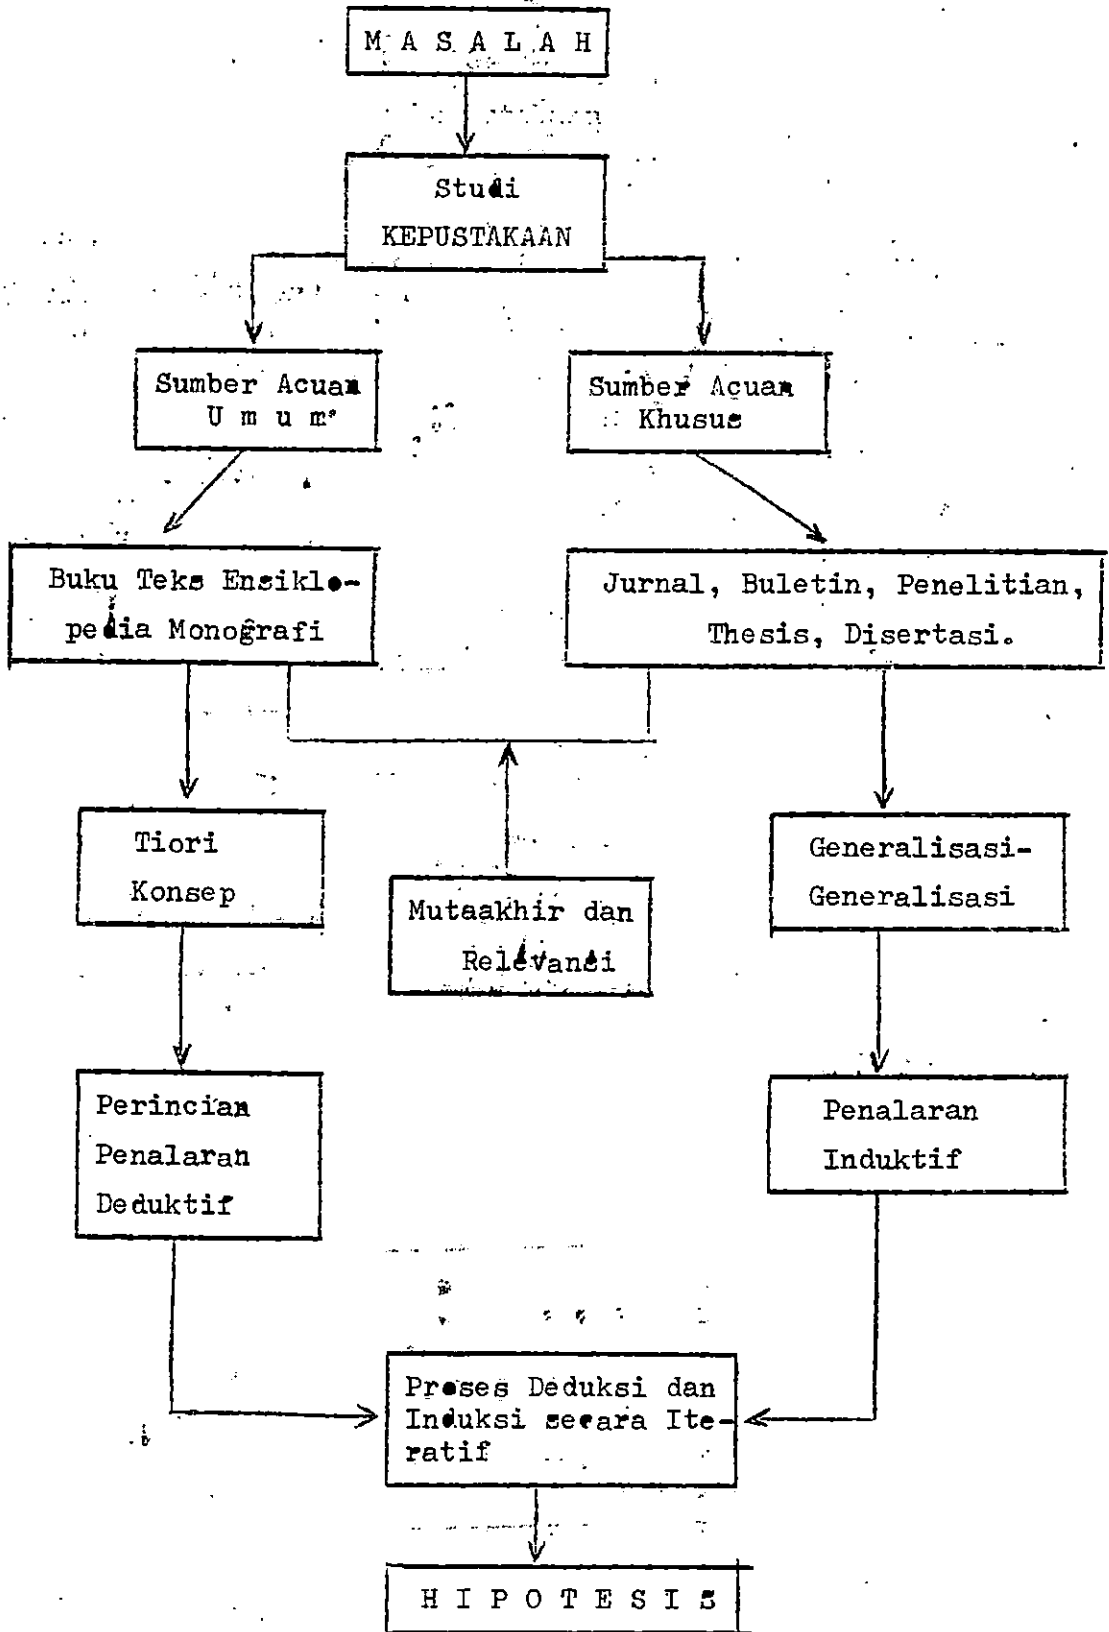 M A S A L A H
Studi
KEPUSTAKAAN
Sumber Acuan
U m u m
Sumber Acuan
Khusus
Buku Teks Ensiklo-
pedia Monografi
Jurnal, Buletin, Penelitian,
Thesis, Disertasi.
Tiori
Konsep
Mutaakhir dan
Relevansi
Generalisasi-
Generalisasi
Perincian
Penalaran
Deduktif
Penalaran
Induktif
Proses Deduksi dan
Induksi secara Ite-
ratif
H I P O T E S I S